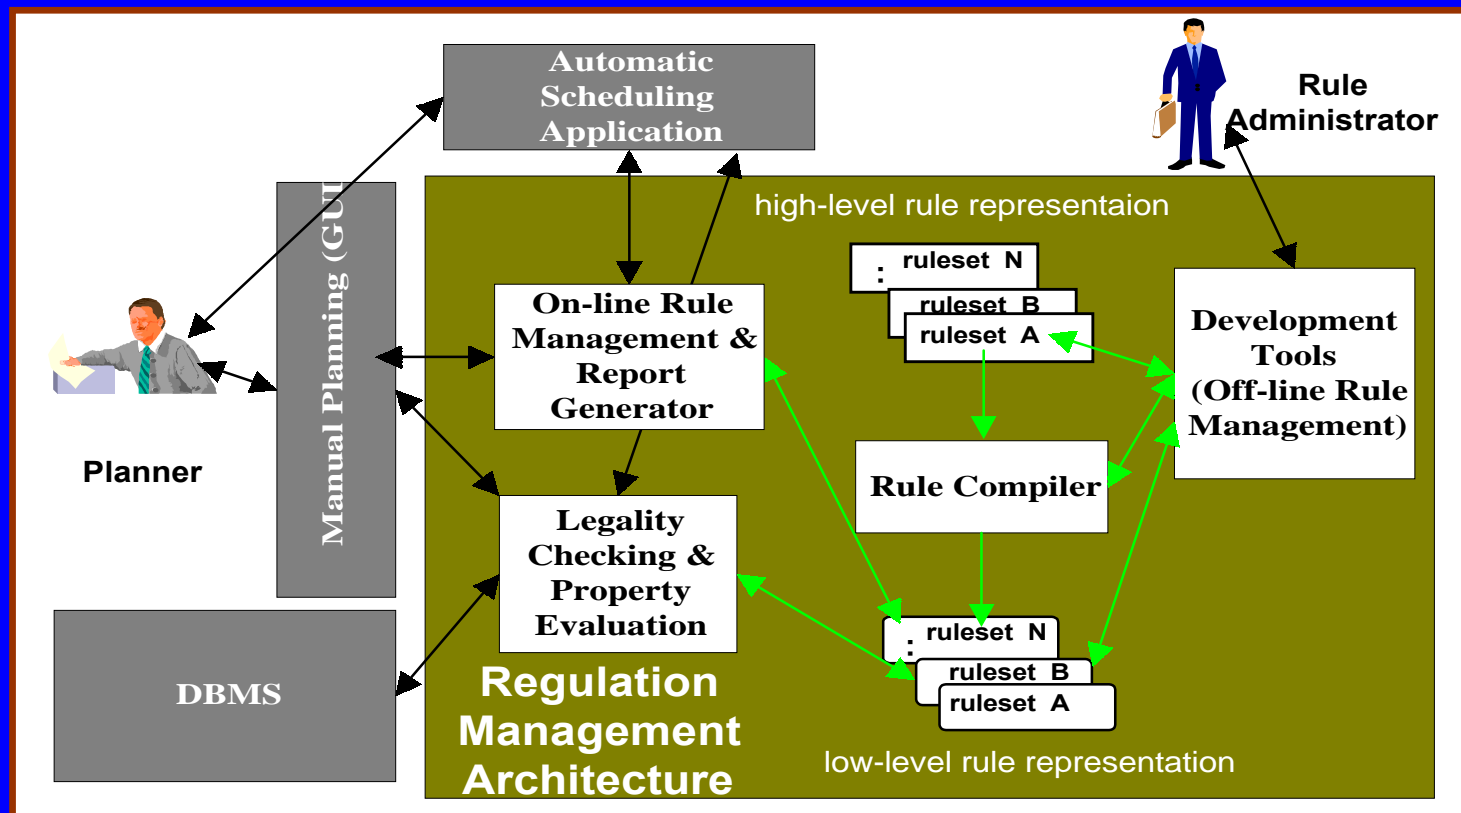 Automatic
Scheduling
Application
Rule
Administrator
high-level rule representaion
Manual Planning (GUI
: ruleset N
ruleset B
ruleset A
On-line Rule
Management &
Report
Generator
Development
Tools
(Off-line Rule
Management)
Planner
Rule Compiler
Legality
Checking &
Property
Evaluation
: ruleset N
ruleset B
ruleset A
DBMS
Regulation
Management
Architecture
low-level rule representation